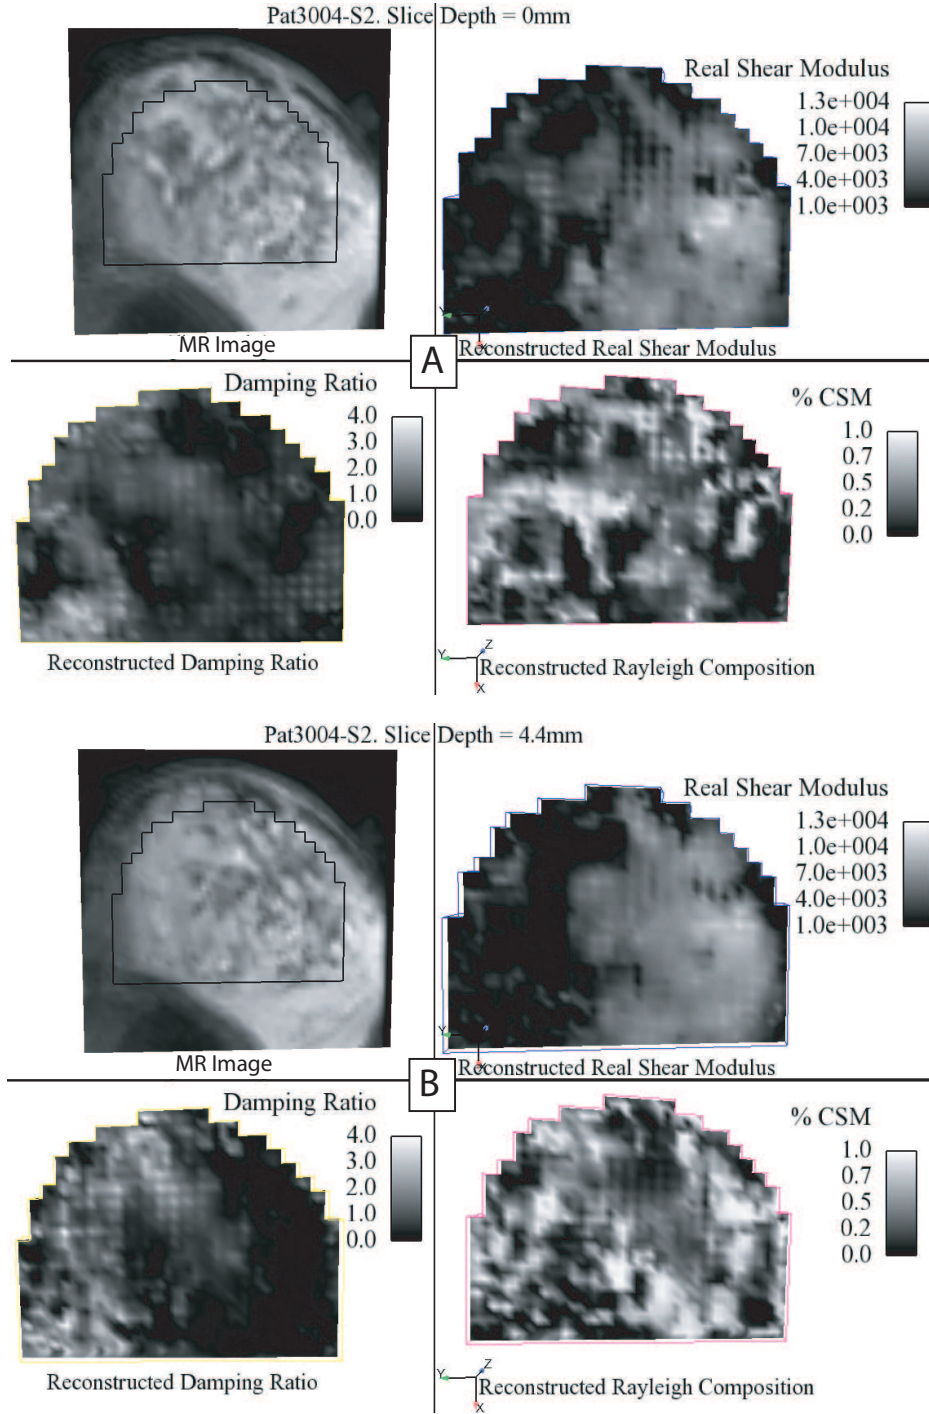 Pat3004-S2. Slice Depth = 0mm
Real Shear Modulus
1.3e+004
1.0e+004
7.0e+003
4.0e+003
1.0e+003
Y
X
MR Image
Reconstructed Real Shear Modulus
A
Damping Ratio
4.0
3.0
2.0
1.0
0.0
% CSM
1.0
0.7
0.5
0.2
0.0
Reconstructed Damping Ratio
Y
Z
X
Reconstructed Rayleigh Composition
Pat3004-S2. Slice Depth = 4.4mm
Real Shear Modulus
1.3e+004
1.0e+004
7.0e+003
4.0e+003
1.0e+003
Y
X
MR Image
Reconstructed Real Shear Modulus
B
Damping Ratio
4.0
3.0
2.0
1.0
0.0
% CSM
1.0
0.7
0.5
0.2
0.0
Reconstructed Damping Ratio
Y
Z
X
Reconstructed Rayleigh Composition